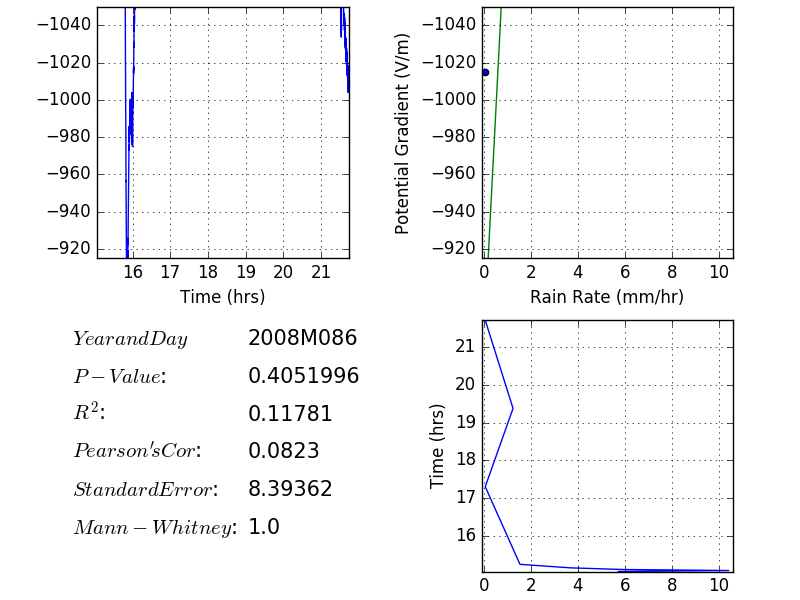 −1040
−1020
−1000
−980
−960
−940
−920
16 17 18 19 20 21
Time (hrs)
Potential Gradient (V/m)
−1040
−1020
−1000
−980
−960
−940
−920
0 2 4 6 8 10
Rain Rate (mm/hr)
YearandDay 2008M086
P−Value: 0.4051996
R²: 0.11781
Pearson'sCor: 0.0823
StandardError: 8.39362
Mann−Whitney: 1.0
Time (hrs)
21
20
19
18
17
16
0 2 4 6 8 10